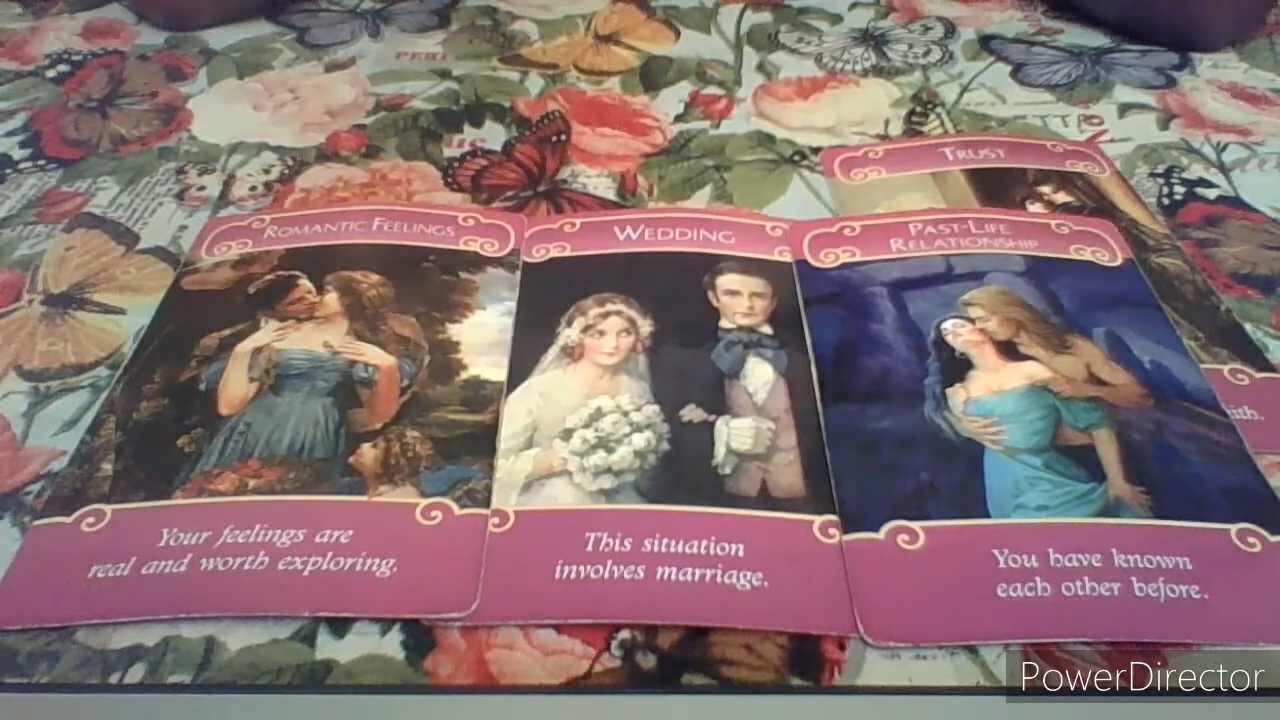 TRUST
ROMANTIC FEELINGS
WEDDING
PAST-LIFE
RELATIONSHIP
Your feelings are
real and worth exploring.
This situation
involves marriage.
You have known
each other before.
PowerDirector